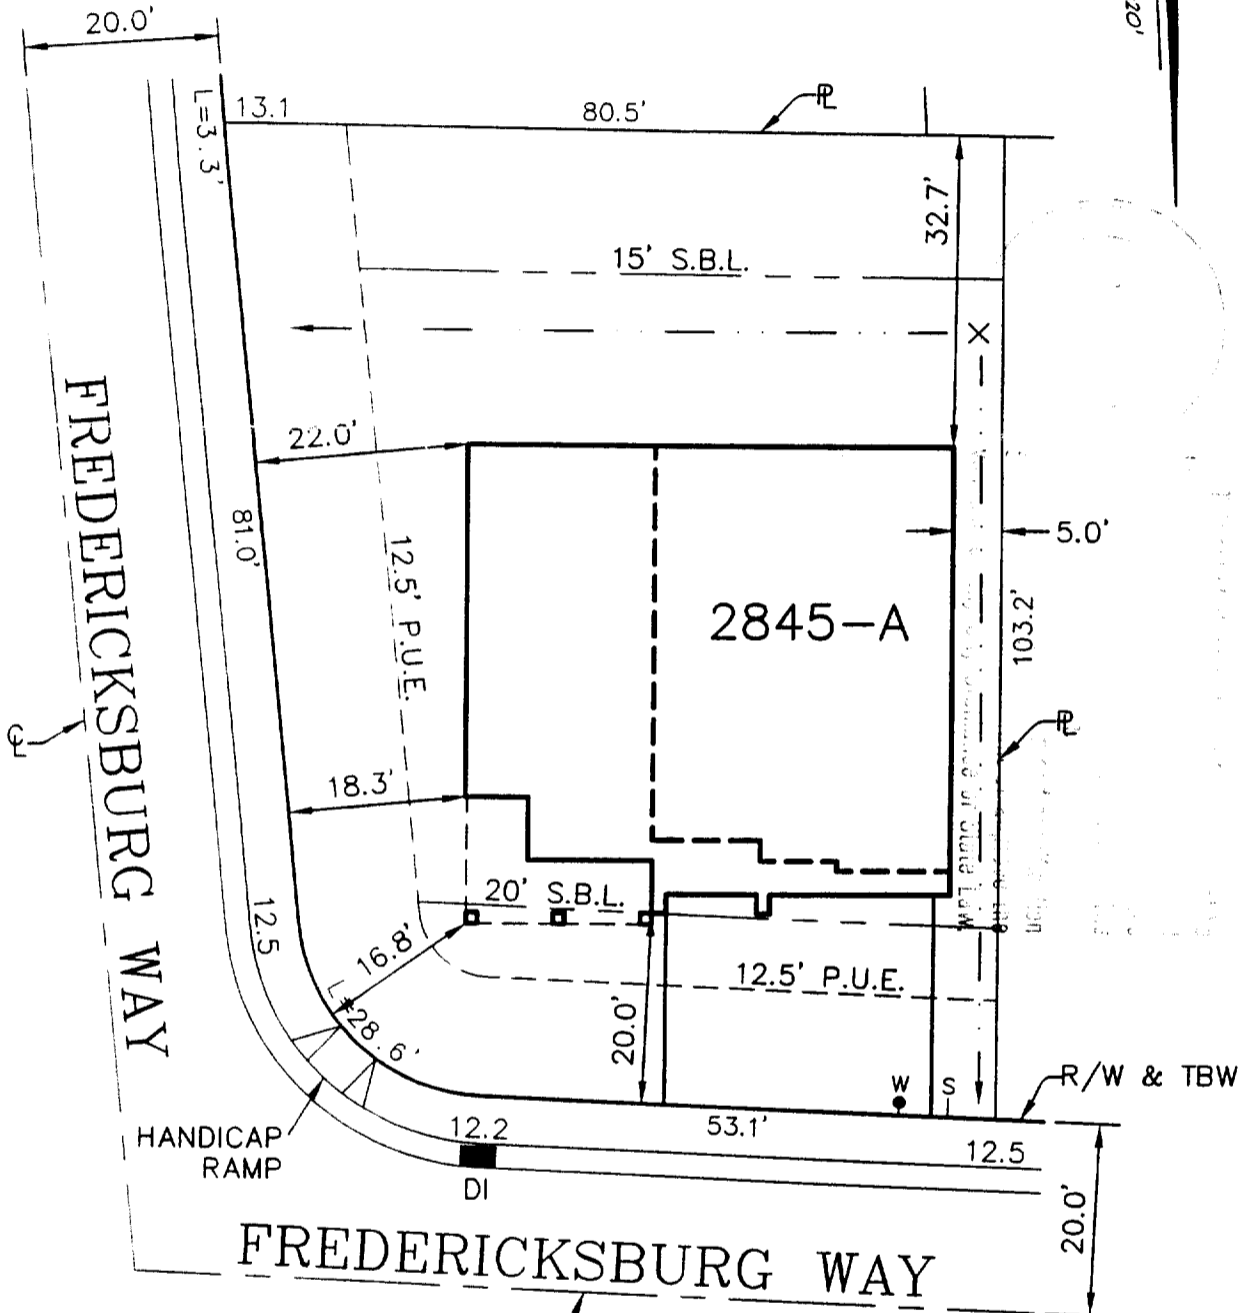 20.0'
20'
L=3.3'
13.1
80.5'
PL
32.7'
15' S.B.L.
X
22.0'
FREDERICKSBURG WAY
81.0'
12.5' P.U.E.
5.0'
2845-A
103.2'
CL
PL
18.3'
20' S.B.L.
12.5
16.8'
L=28.6'
12.5' P.U.E.
20.0'
W
S
R/W & TBW
HANDICAP
RAMP
12.2
53.1'
12.5
DI
20.0'
FREDERICKSBURG WAY